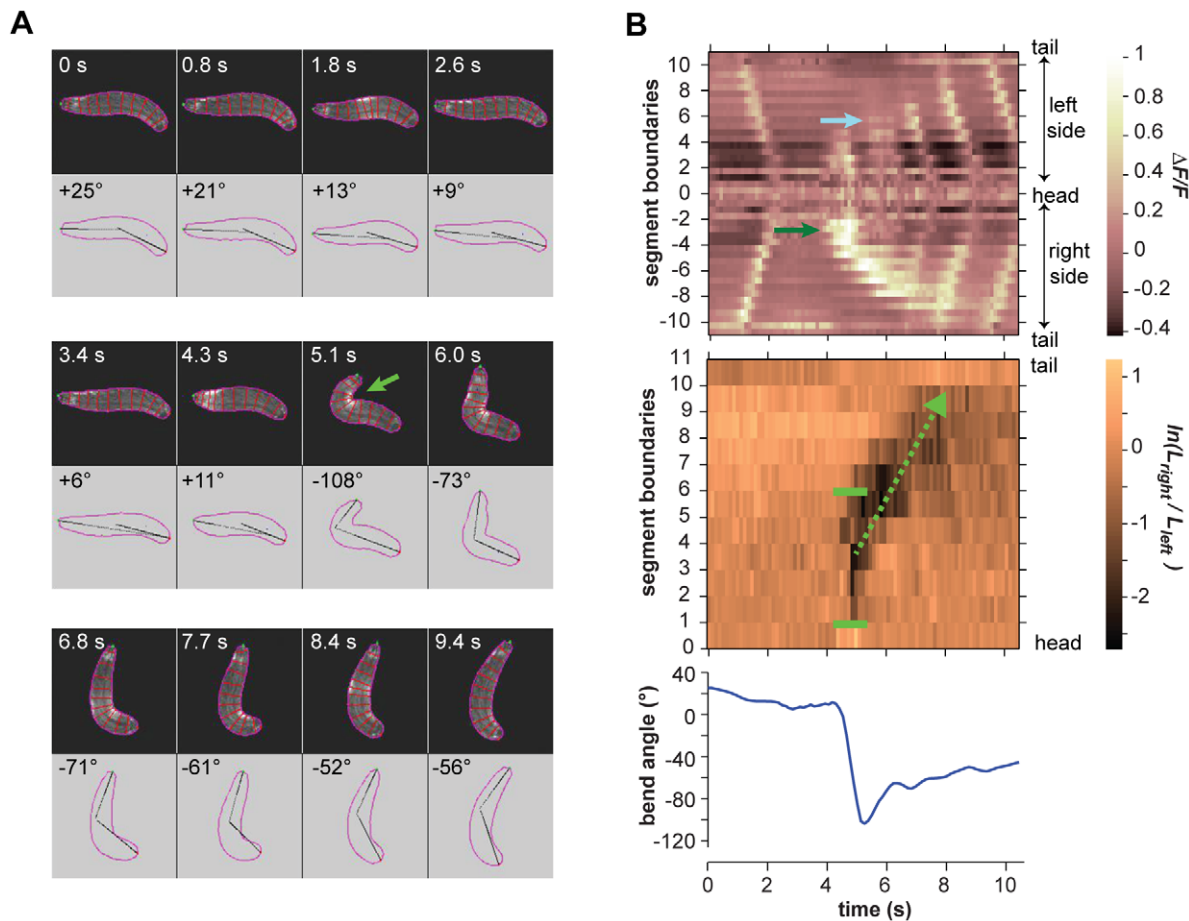 A
0 s 0.8 s 1.8 s 2.6 s
+25° +21° +13° +9°
3.4 s 4.3 s 5.1 s 6.0 s
+6° +11° -108° -73°
6.8 s 7.7 s 8.4 s 9.4 s
-71° -61° -52° -56°
B
segment boundaries
10
8
6
4
2
0
-2
-4
-6
-8
-10
tail
left
side
head
right
side
tail
1
0.8
0.6
0.4
0.2
0
-0.2
-0.4
ΔF/F
segment boundaries
11
10
9
8
7
6
5
4
3
2
1
0
tail
head
1
0
-1
-2
ln(Lright / Lleft )
bend angle (°)
40
0
-40
-80
-120
0 2 4 6 8 10
time (s)